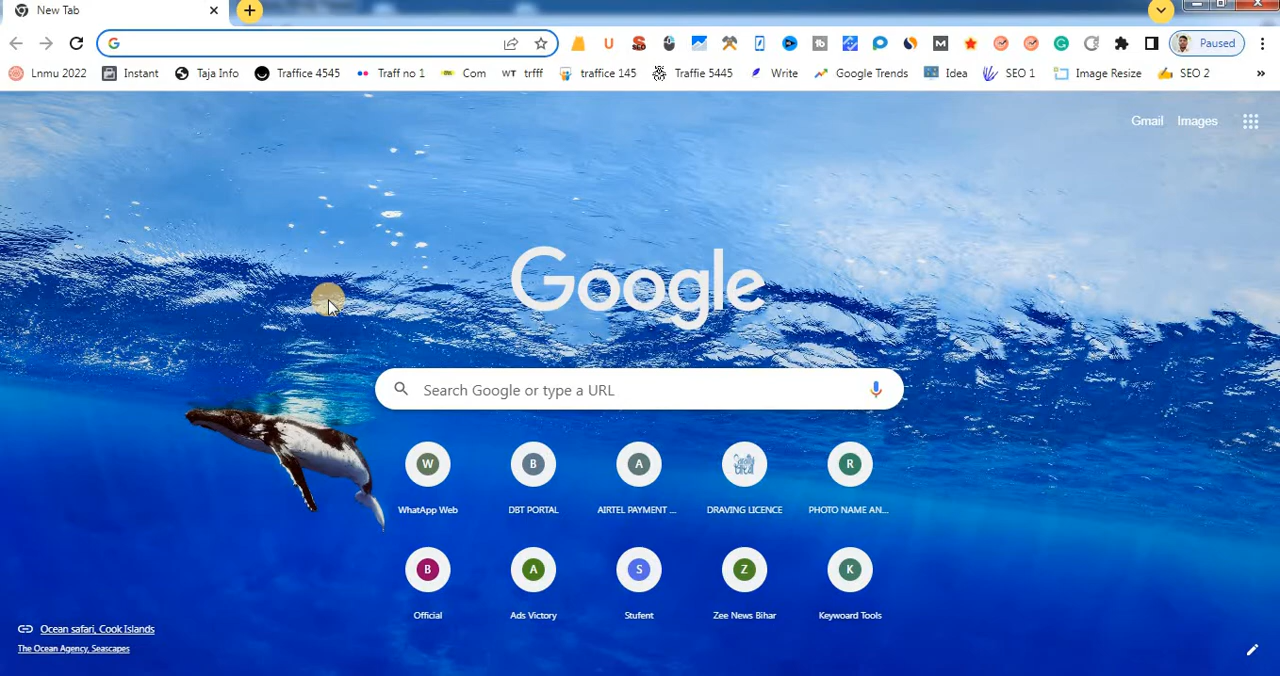 New Tab
Paused
Lnmu 2022 Instant Taja Info Traffice 4545 Traff no 1 Com WT trfff traffice 145 Traffie 5445 Write Google Trends Idea SEO 1 Image Resize SEO 2 »
Gmail Images
Google
Search Google or type a URL
W B A R
WhatApp Web DBT PORTAL AIRTEL PAYMENT ... DRAVING LICENCE PHOTO NAME AN...
B A S Z K
Official Ads Victory Stufent Zee News Bihar Keywoard Tools
Ocean safari, Cook Islands
The Ocean Agency, Seascapes